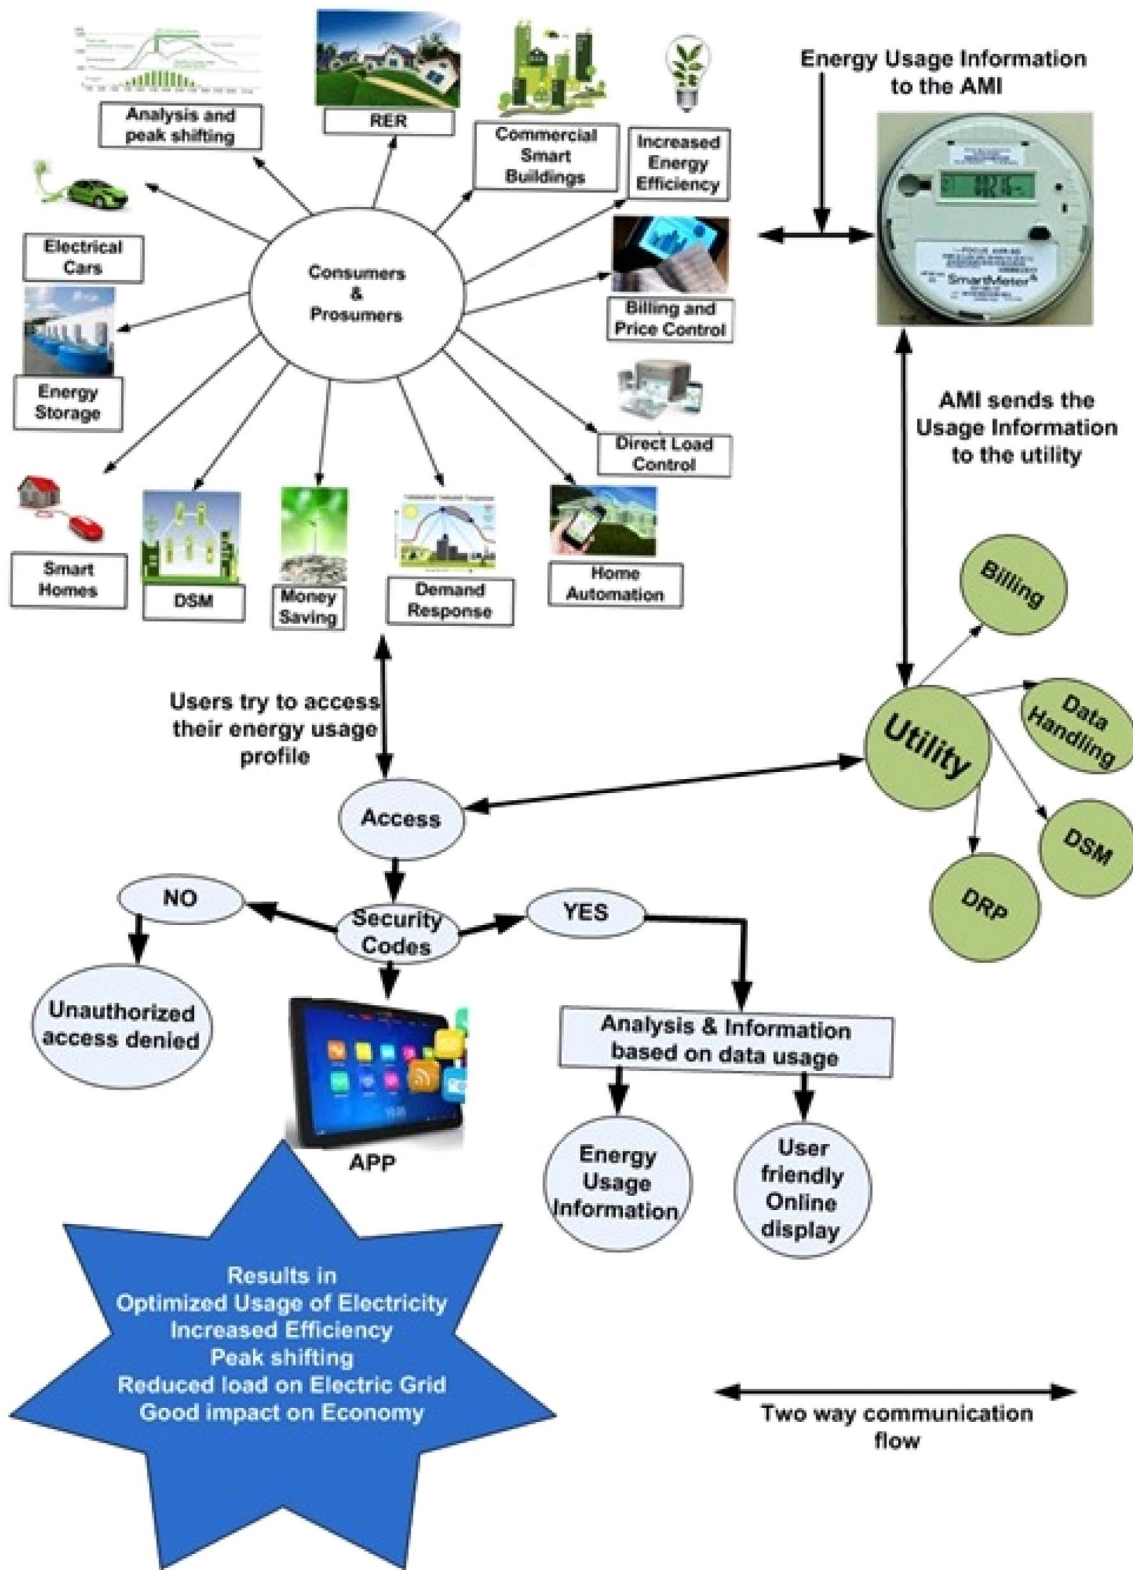 Energy Usage Information
to the AMI
Analysis and
peak shifting
RER
Commercial
Smart
Buildings
Increased
Energy
Efficiency
Electrical
Cars
Consumers
&
Prosumers
Billing and
Price Control
SmartMeter
Energy
Storage
Direct Load
Control
AMI sends the
Usage Information
to the utility
Smart
Homes
DSM
Money
Saving
Demand
Response
Home
Automation
Billing
Data
Handling
Utility
DSM
DRP
Users try to access
their energy usage
profile
Access
NO
Security
Codes
YES
Unauthorized
access denied
Analysis & Information
based on data usage
APP
Energy
Usage
Information
User
friendly
Online
display
Results in
Optimized Usage of Electricity
Increased Efficiency
Peak shifting
Reduced load on Electric Grid
Good impact on Economy
Two way communication
flow